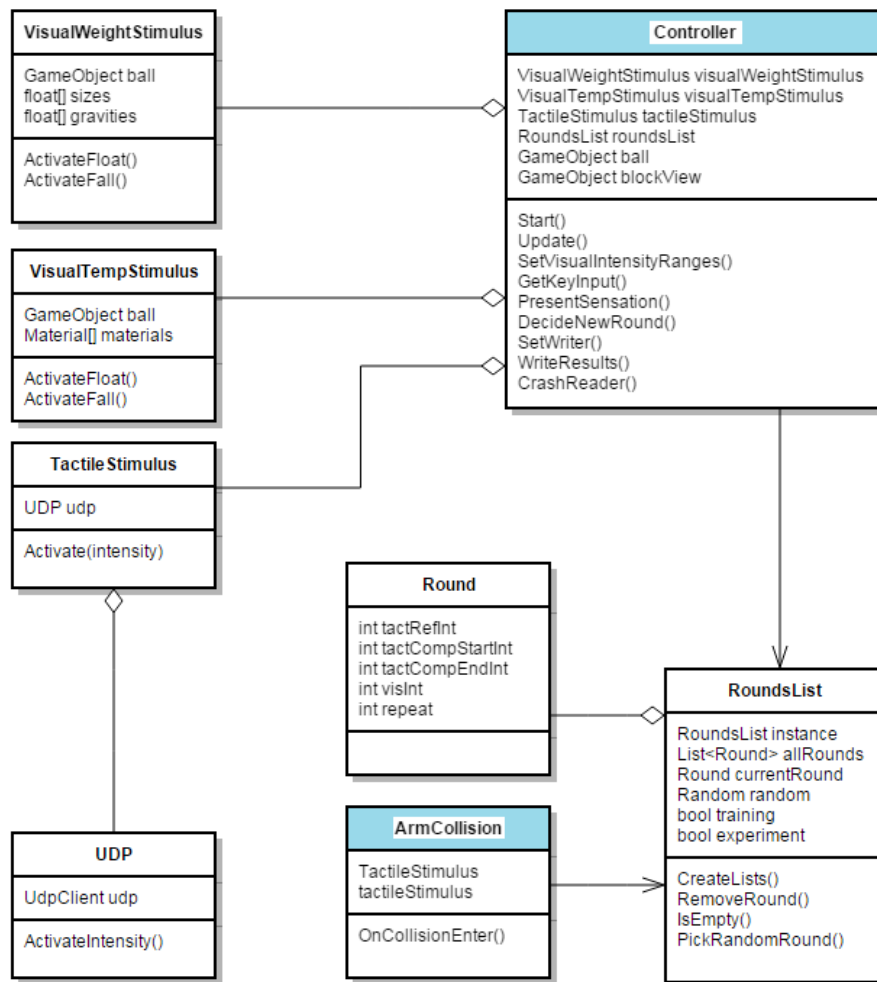 VisualWeightStimulus
GameObject ball
float[] sizes
float[] gravities
ActivateFloat()
ActivateFall()
Controller
VisualWeightStimulus visualWeightStimulus
VisualTempStimulus visualTempStimulus
TactileStimulus tactileStimulus
RoundsList roundsList
GameObject ball
GameObject blockView
Start()
Update()
SetVisualIntensityRanges()
GetKeyInput()
PresentSensation()
DecideNewRound()
SetWriter()
WriteResults()
CrashReader()
VisualTempStimulus
GameObject ball
Material[] materials
ActivateFloat()
ActivateFall()
TactileStimulus
UDP udp
Activate(intensity)
Round
int tactRefInt
int tactCompStartInt
int tactCompEndInt
int visInt
int repeat
RoundsList
RoundsList instance
List<Round> allRounds
Round currentRound
Random random
bool training
bool experiment
CreateLists()
RemoveRound()
IsEmpty()
PickRandomRound()
ArmCollision
TactileStimulus
tactileStimulus
OnCollisionEnter()
UDP
UdpClient udp
ActivateIntensity()